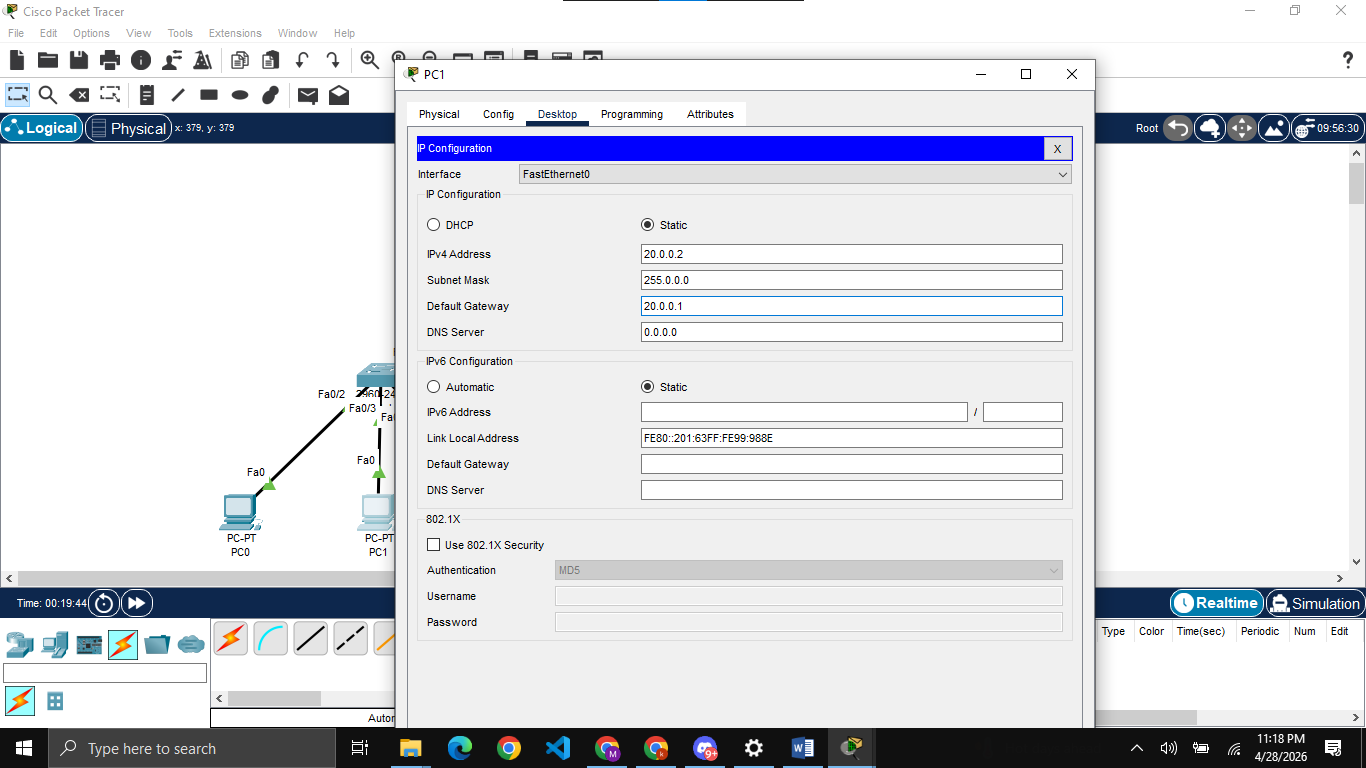 Cisco Packet Tracer
File Edit Options View Tools Extensions Window Help
?
PC1
Physical Config Desktop Programming Attributes
Logical Physical x: 379, y: 379
Root 09:56:30
IP Configuration X
Interface FastEthernet0
IP Configuration
DHCP Static
IPv4 Address 20.0.0.2
Subnet Mask 255.0.0.0
Default Gateway 20.0.0.1
DNS Server 0.0.0.0
IPv6 Configuration
Automatic Static
IPv6 Address /
Link Local Address FE80::201:63FF:FE99:988E
Default Gateway
DNS Server
802.1X
Use 802.1X Security
Authentication MD5
Username
Password
Fa0/2 2960-24
Fa0/3
Fa0
Fa0
PC-PT
PC0
PC-PT
PC1
Time: 00:19:44
Realtime Simulation
Type Color Time(sec) Periodic Num Edit
Type here to search
M
k
9+
11:18 PM
4/28/2026